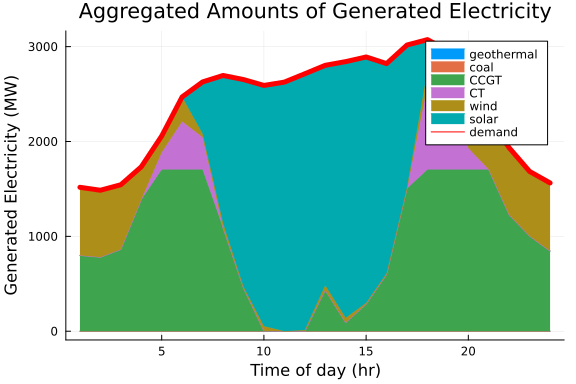 Aggregated Amounts of Generated Electricity
Generated Electricity (MW)
3000
2000
1000
0
geothermal
coal
CCGT
CT
wind
solar
demand
5
10
15
20
Time of day (hr)